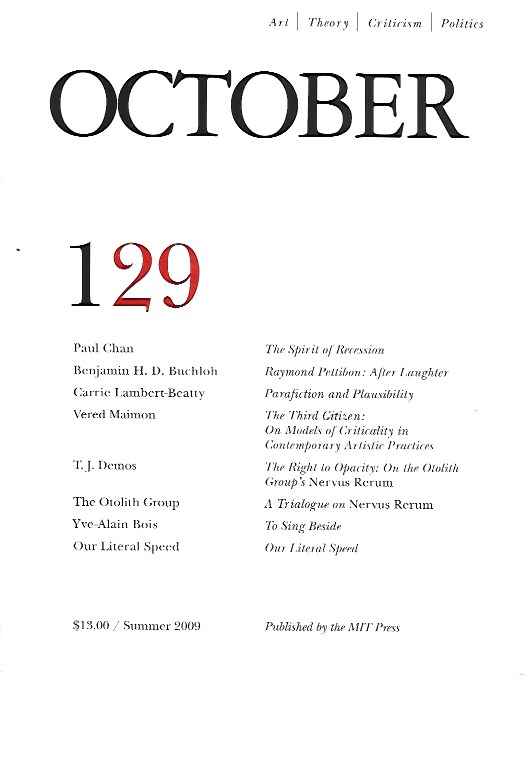 Art | Theory | Criticism | Politics
OCTOBER
129
Paul Chan The Spirit of Recession
Benjamin H. D. Buchloh Raymond Pettibon: After Laughter
Carrie Lambert-Beatty Parafiction and Plausibility
Vered Maimon The Third Citizen:
On Models of Criticality in
Contemporary Artistic Practices
T. J. Demos The Right to Opacity: On the Otolith
Group's Nervus Rerum
The Otolith Group A Trialogue on Nervus Rerum
Yve-Alain Bois To Sing Beside
Our Literal Speed Our Literal Speed
$13.00 / Summer 2009 Published by the MIT Press